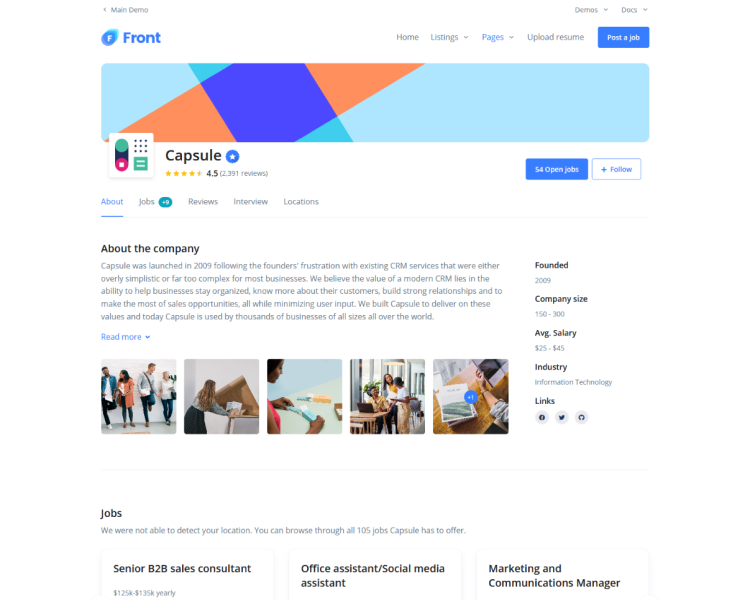 Main Demo
Demos
Docs
Front
Home
Listings
Pages
Upload resume
Post a job
Capsule
4.5 (2,391 reviews)
54 Open jobs
+ Follow
About
Jobs +9
Reviews
Interview
Locations
About the company
Capsule was launched in 2009 following the founders' frustration with existing CRM services that were either
overly simplistic or far too complex for most businesses. We believe the value of a modern CRM lies in the
ability to help businesses stay organized, know more about their customers, build strong relationships and to
make the most of sales opportunities, all while minimizing user input. We built Capsule to deliver on these
values and today Capsule is used by thousands of businesses of all sizes all over the world.
Read more
+1
Founded
2009
Company size
150 - 300
Avg. Salary
$25 - $45
Industry
Information Technology
Links
Jobs
We were not able to detect your location. You can browse through all 105 jobs Capsule has to offer.
Senior B2B sales consultant
$125k-$135k yearly
Office assistant/Social media
assistant
Marketing and
Communications Manager